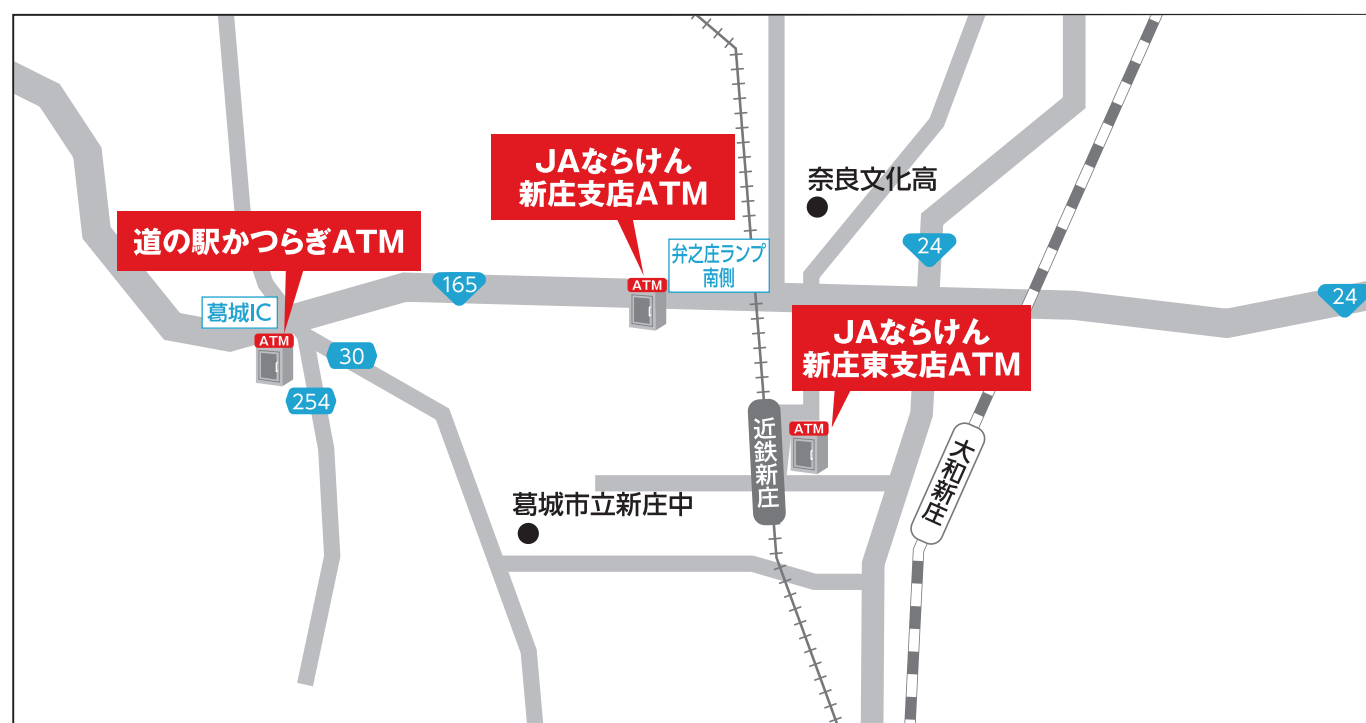 JAならけん
新庄支店ATM
奈良文化高
道の駅かつらぎATM
弁之庄ランプ
南側
24
165
ATM
24
葛城IC
JAならけん
新庄東支店ATM
ATM
30
254
ATM
近鉄新庄
大和新庄
葛城市立新庄中